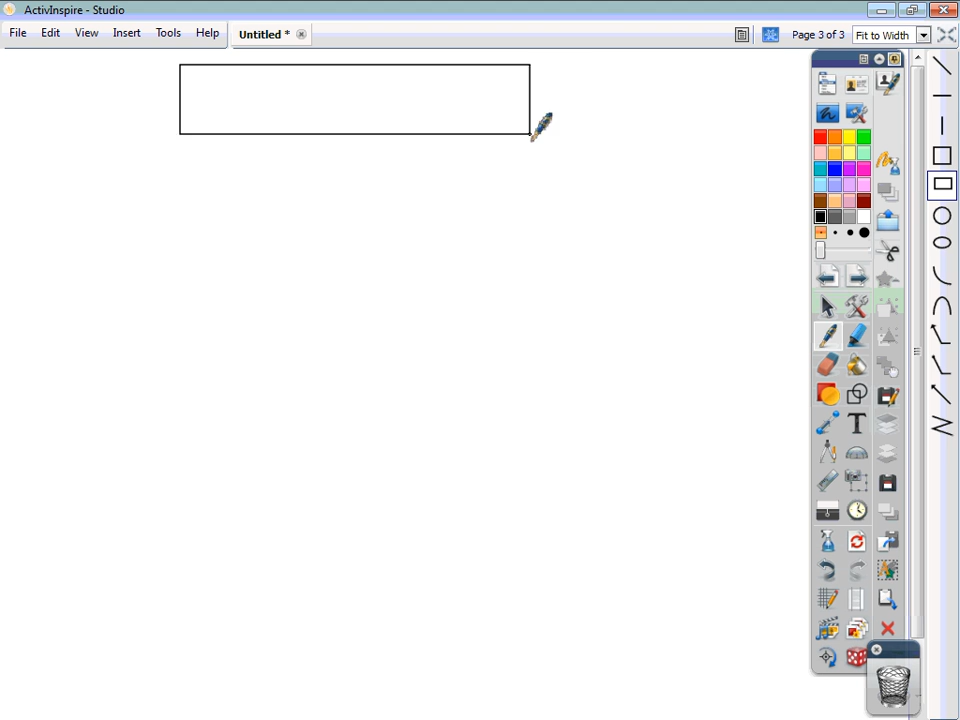 ActivInspire - Studio
File Edit View Insert Tools Help Untitled * Page 3 of 3 Fit to Width
T